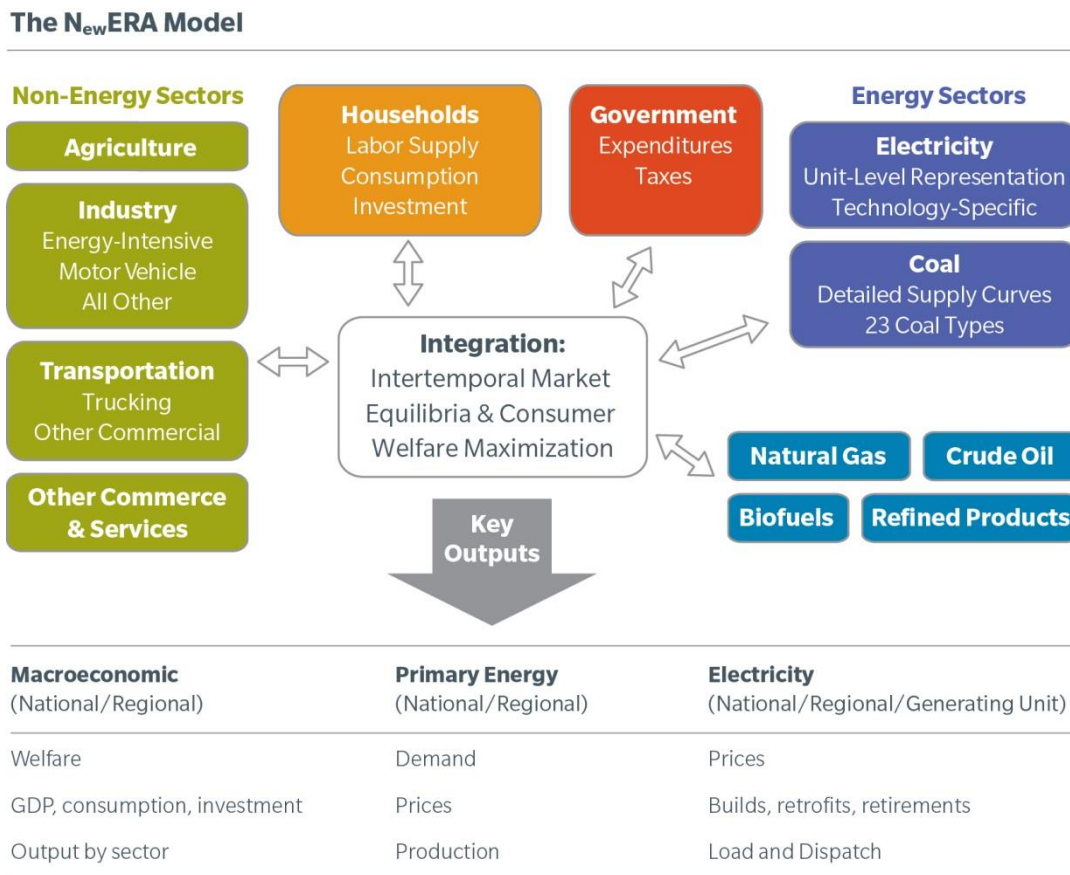 The NewERA Model
Non-Energy Sectors
Agriculture
Industry
Energy-Intensive
Motor Vehicle
All Other
Transportation
Trucking
Other Commercial
Other Commerce
& Services
Households
Labor Supply
Consumption
Investment
Government
Expenditures
Taxes
Energy Sectors
Electricity
Unit-Level Representation
Technology-Specific
Coal
Detailed Supply Curves
23 Coal Types
Integration:
Intertemporal Market
Equilibria & Consumer
Welfare Maximization
Natural Gas
Crude Oil
Biofuels
Refined Products
Key
Outputs
Macroeconomic
(National/Regional)
Welfare
GDP, consumption, investment
Output by sector
Primary Energy
(National/Regional)
Demand
Prices
Production
Electricity
(National/Regional/Generating Unit)
Prices
Builds, retrofits, retirements
Load and Dispatch